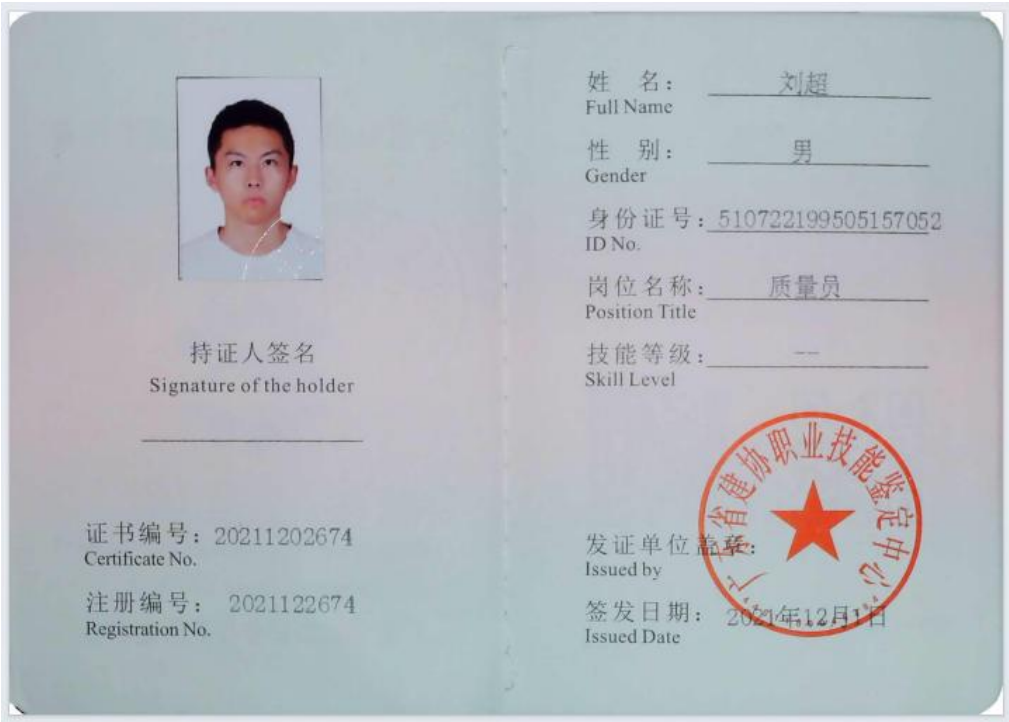 持证人签名
Signature of the holder
证书编号：20211202674
Certificate No.
注册编号：2021122674
Registration No.
姓 名：刘超
Full Name
性 别：男
Gender
身份证号：510722199505157052
ID No.
岗位名称：质量员
Position Title
技能等级：--
Skill Level
广东省建协职业技能鉴定中心
发证单位盖章：
Issued by
签发日期：2021年12月1日
Issued Date